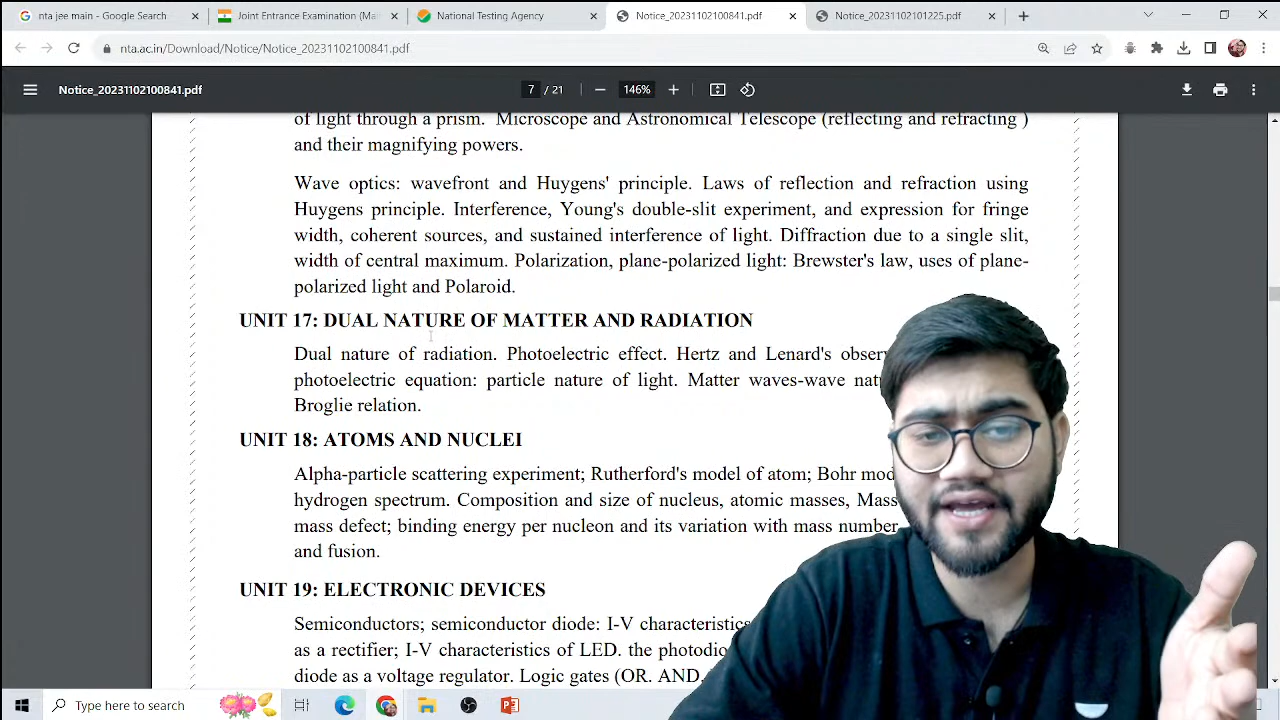 nta jee main - Google Search
Joint Entrance Examination (Mai
National Testing Agency
Notice_20231102100841.pdf
Notice_20231102101225.pdf
nta.ac.in/Download/Notice/Notice_20231102100841.pdf
Notice_20231102100841.pdf
7 / 21
146%
of light through a prism. Microscope and Astronomical Telescope (reflecting and refracting )
and their magnifying powers.
Wave optics: wavefront and Huygens' principle. Laws of reflection and refraction using
Huygens principle. Interference, Young's double-slit experiment, and expression for fringe
width, coherent sources, and sustained interference of light. Diffraction due to a single slit,
width of central maximum. Polarization, plane-polarized light: Brewster's law, uses of plane-
polarized light and Polaroid.
UNIT 17: DUAL NATURE OF MATTER AND RADIATION
Dual nature of radiation. Photoelectric effect. Hertz and Lenard's obser
photoelectric equation: particle nature of light. Matter waves-wave nat
Broglie relation.
UNIT 18: ATOMS AND NUCLEI
Alpha-particle scattering experiment; Rutherford's model of atom; Bohr mod
hydrogen spectrum. Composition and size of nucleus, atomic masses, Mass
mass defect; binding energy per nucleon and its variation with mass number
and fusion.
UNIT 19: ELECTRONIC DEVICES
Semiconductors; semiconductor diode: I-V characteristics
as a rectifier; I-V characteristics of LED. the photodio
diode as a voltage regulator. Logic gates (OR. AND.
Type here to search